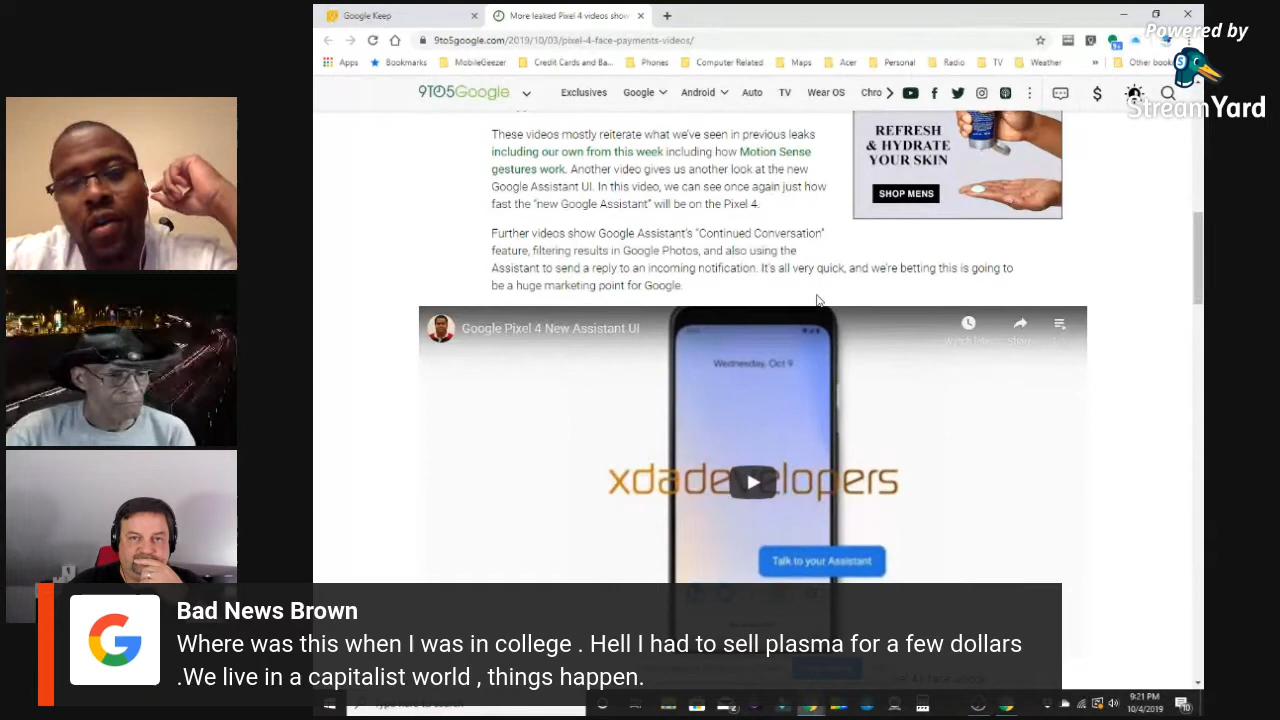 Google Keep
More leaked Pixel 4 videos show
9to5google.com/2019/10/03/pixel-4-face-payments-videos/
Powered by
StreamYard
Apps
Bookmarks
MobileGeezer
Credit Cards and Ba...
Phones
Computer Related
Maps
Acer
Personal
Radio
TV
Weather
»
Other book
9TO5Google
Exclusives
Google
Android
Auto
TV
Wear OS
Chro
These videos mostly reiterate what we've seen in previous leaks
including our own from this week including how Motion Sense
gestures work. Another video gives us another look at the new
Google Assistant UI. In this video, we can see once again just how
fast the “new Google Assistant” will be on the Pixel 4.
REFRESH
& HYDRATE
YOUR SKIN
SHOP MENS
Further videos show Google Assistant's “Continued Conversation”
feature, filtering results in Google Photos, and also using the
Assistant to send a reply to an incoming notification. It's all very quick, and we're betting this is going to
be a huge marketing point for Google.
Google Pixel 4 New Assistant UI
Wednesday, Oct 9
xdadevelopers
Talk to your Assistant
Bad News Brown
Where was this when I was in college . Hell I had to sell plasma for a few dollars
.We live in a capitalist world , things happen.
9:21 PM
10/4/2019
10